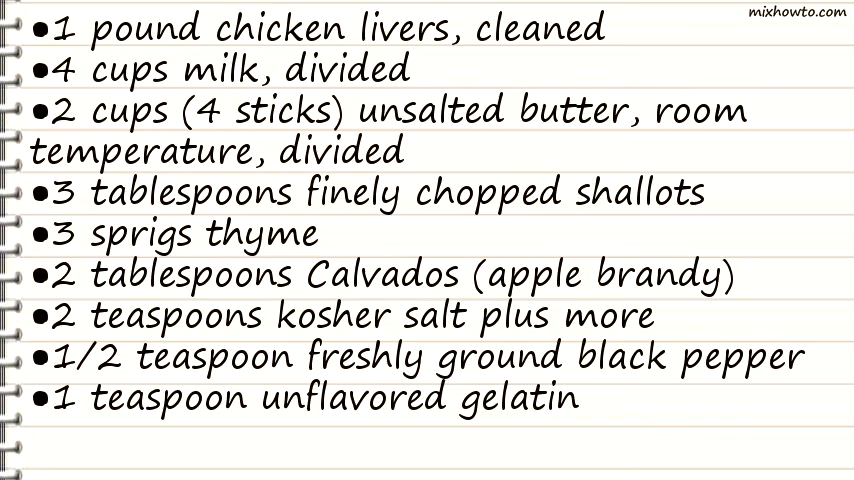 mixhowto.com
•1 pound chicken livers, cleaned
•4 cups milk, divided
•2 cups (4 sticks) unsalted butter, room
temperature, divided
•3 tablespoons finely chopped shallots
•3 sprigs thyme
•2 tablespoons Calvados (apple brandy)
•2 teaspoons kosher salt plus more
•1/2 teaspoon freshly ground black pepper
•1 teaspoon unflavored gelatin